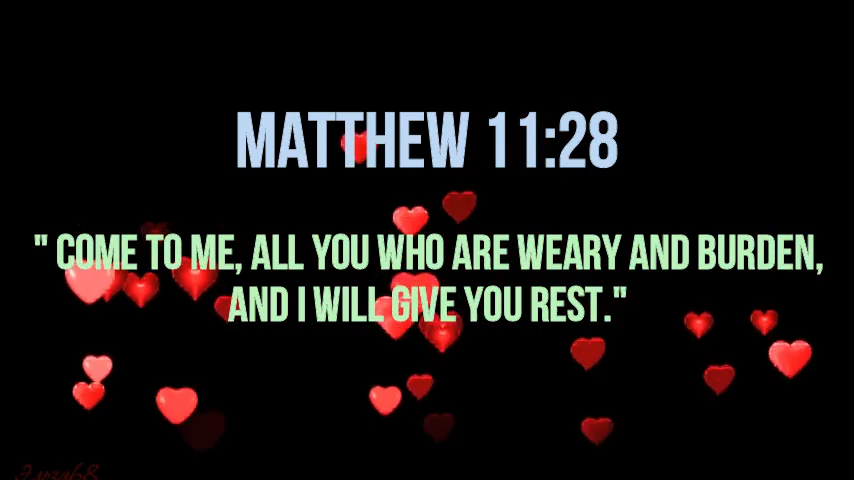 MATTHEW 11:28
" COME TO ME, ALL YOU WHO ARE WEARY AND BURDEN,
AND I WILL GIVE YOU REST."